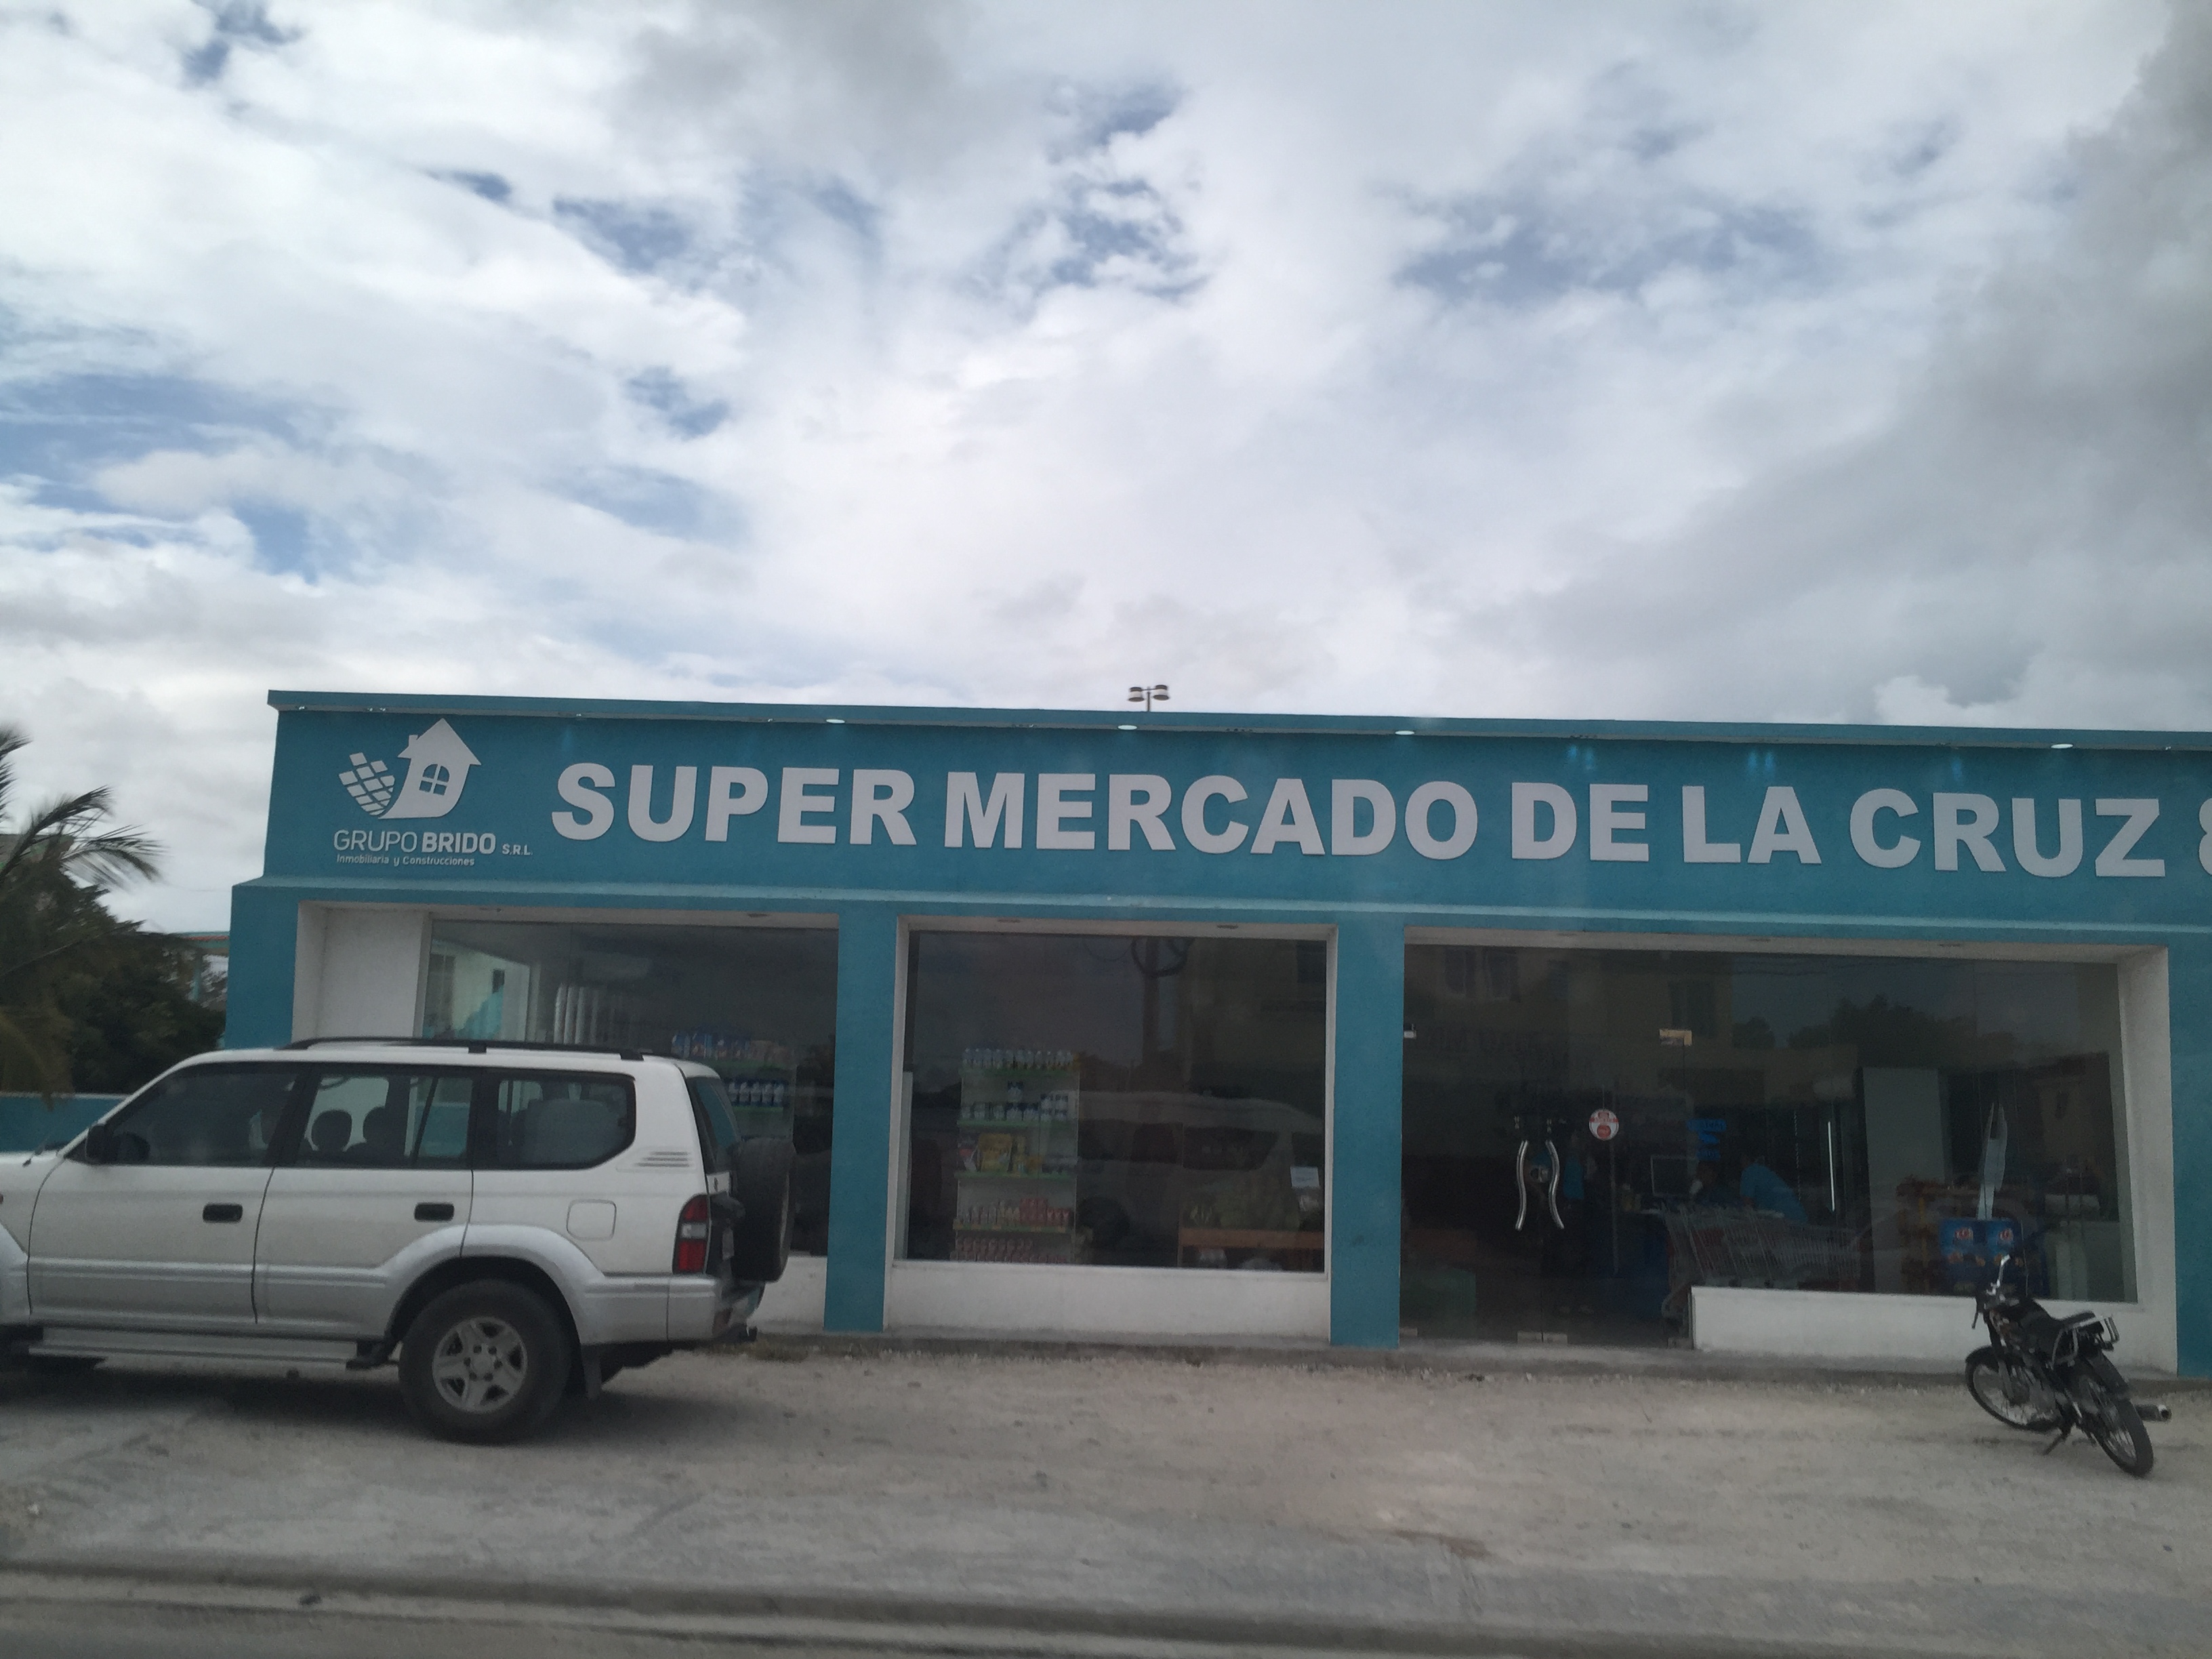 GRUPO BRIDO S.R.L.
Inmobiliaria y Construcciones
SUPER MERCADO DE LA CRUZ &